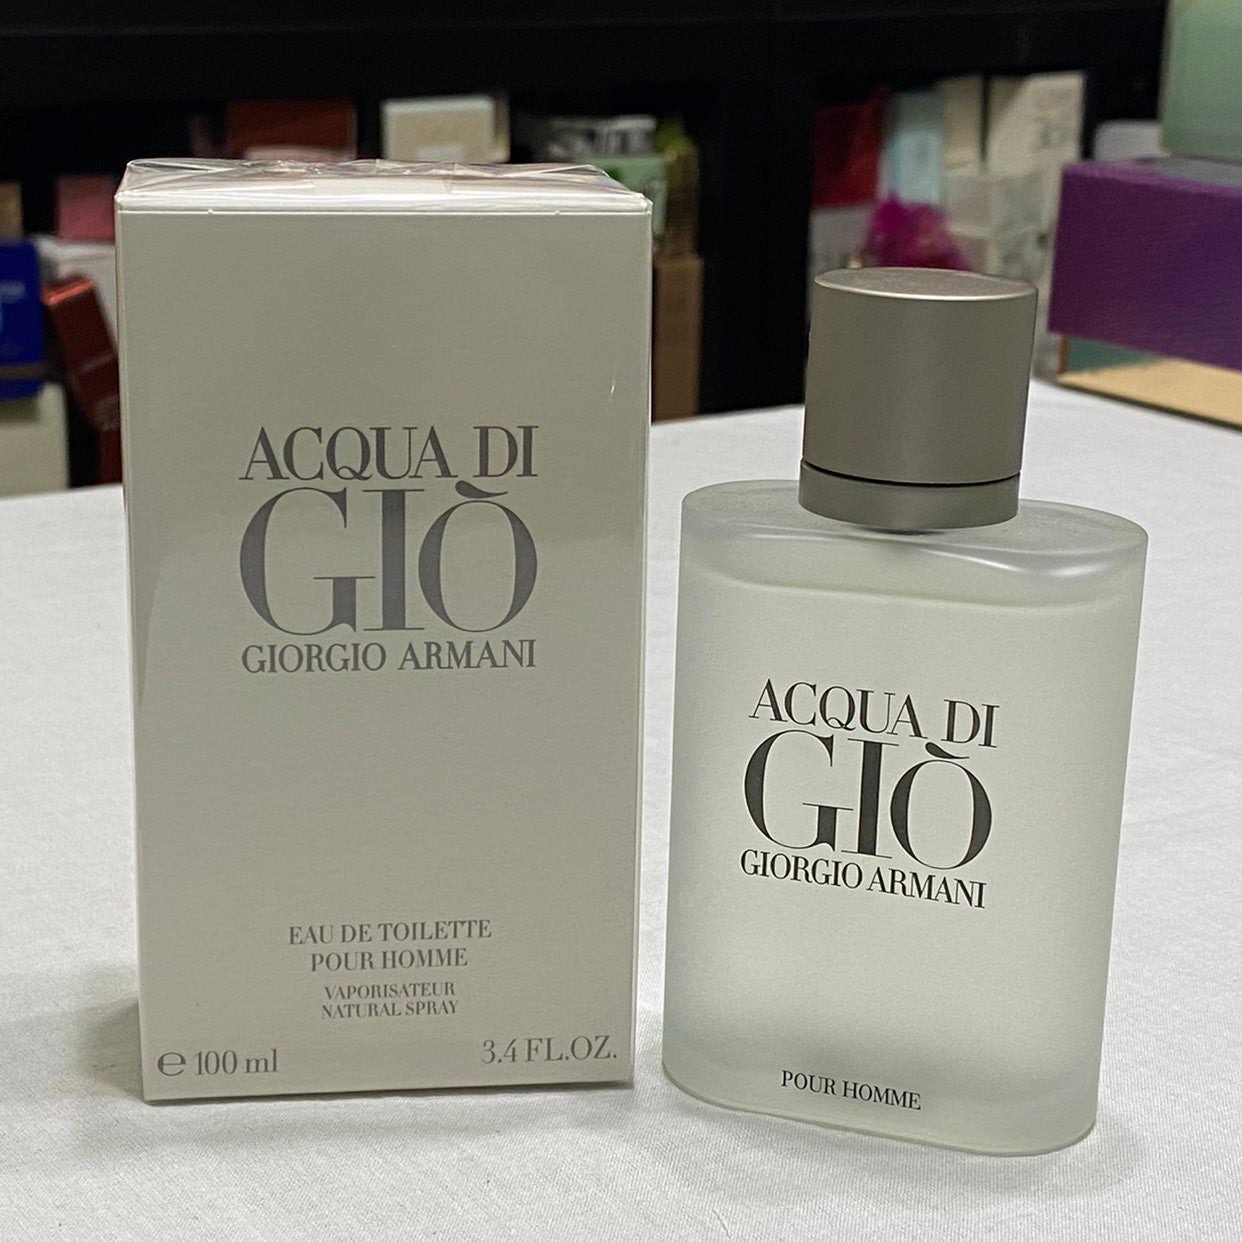 ACQUA DI
GIÒ
GIORGIO ARMANI
EAU DE TOILETTE
POUR HOMME
VAPORISATEUR
NATURAL SPRAY
℮ 100 ml 3.4 FL.OZ.
ACQUA DI
GIÒ
GIORGIO ARMANI
POUR HOMME